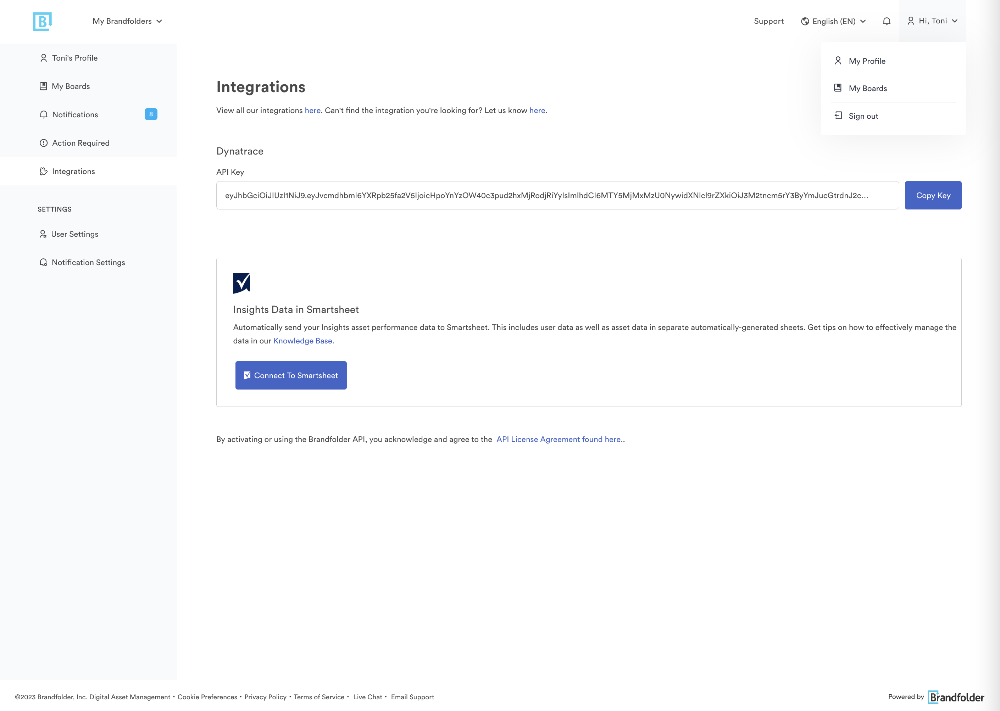 B
My Brandfolders
Support
English (EN)
Hi, Toni
Toni's Profile
My Boards
Notifications
8
Action Required
Integrations
SETTINGS
User Settings
Notification Settings
My Profile
My Boards
Sign out
Integrations
View all our integrations here. Can't find the integration you're looking for? Let us know here.
Dynatrace
API Key
Copy Key
Insights Data in Smartsheet
Automatically send your Insights asset performance data to Smartsheet. This includes user data as well as asset data in separate automatically-generated sheets. Get tips on how to effectively manage the
data in our Knowledge Base.
Connect To Smartsheet
By activating or using the Brandfolder API, you acknowledge and agree to the API License Agreement found here..
©2023 Brandfolder, Inc. Digital Asset Management · Cookie Preferences · Privacy Policy · Terms of Service · Live Chat · Email Support
Powered by Brandfolder